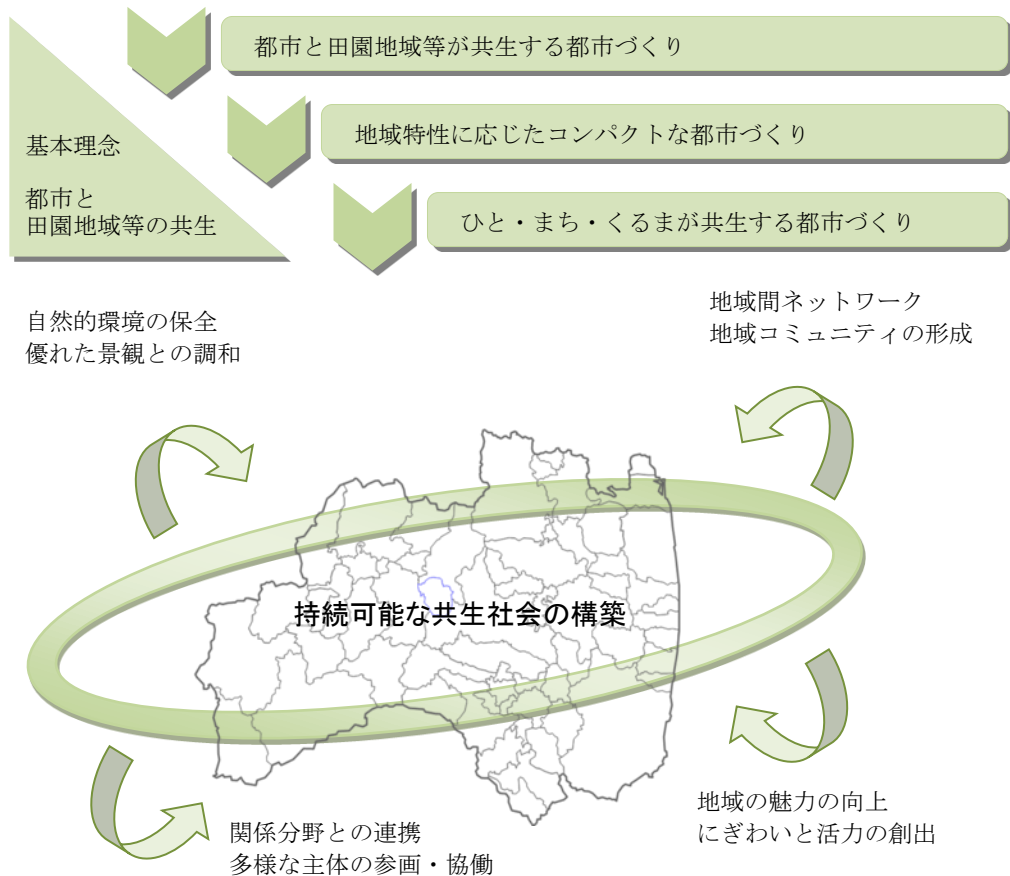 都市と田園地域等が共生する都市づくり
地域特性に応じたコンパクトな都市づくり
ひと・まち・くるまが共生する都市づくり
基本理念
都市と
田園地域等の共生
自然的環境の保全
優れた景観との調和
地域間ネットワーク
地域コミュニティの形成
持続可能な共生社会の構築
関係分野との連携
多様な主体の参画・協働
地域の魅力の向上
にぎわいと活力の創出